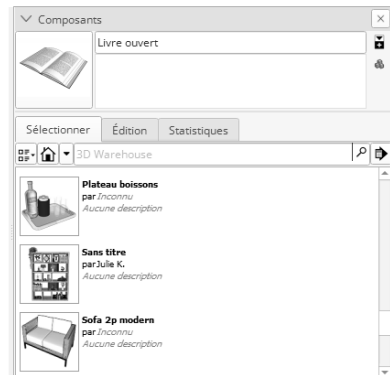 Composants
Livre ouvert
Sélectionner
Édition
Statistiques
3D Warehouse
Plateau boissons
par Inconnu
Aucune description
Sans titre
parJulie K.
Aucune description
Sofa 2p modern
par Inconnu
Aucune description